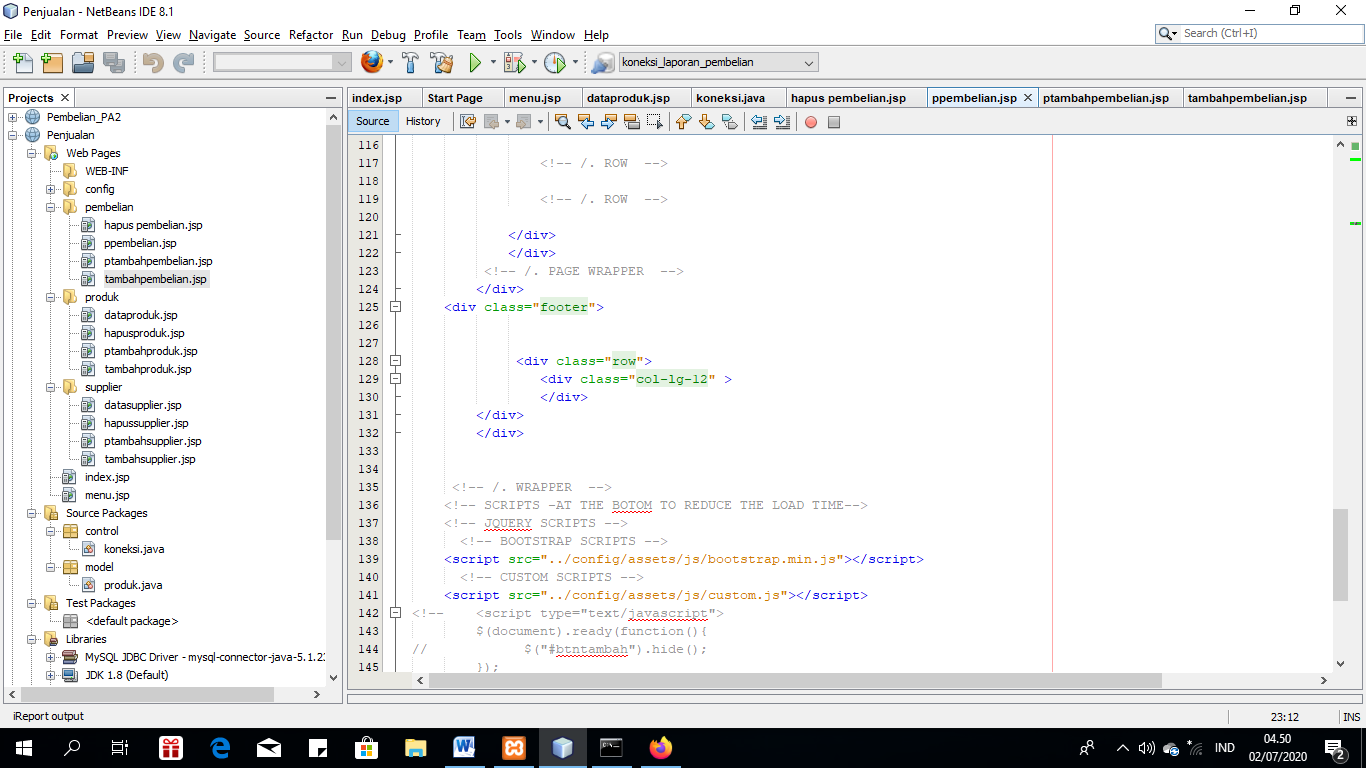 Penjualan - NetBeans IDE 8.1
File Edit Format Preview View Navigate Source Refactor Run Debug Profile Team Tools Window Help
Search (Ctrl+I)
koneksi_laporan_pembelian
Projects
index.jsp Start Page menu.jsp dataproduk.jsp koneksi.java hapus pembelian.jsp ppembelian.jsp ptambahpembelian.jsp tambahpembelian.jsp
Source History
Pembelian_PA2
Penjualan
Web Pages
WEB-INF
config
pembelian
hapus pembelian.jsp
ppembelian.jsp
ptambahpembelian.jsp
tambahpembelian.jsp
produk
dataproduk.jsp
hapusproduk.jsp
ptambahproduk.jsp
tambahproduk.jsp
supplier
datasupplier.jsp
hapussupplier.jsp
ptambahsupplier.jsp
tambahsupplier.jsp
index.jsp
menu.jsp
Source Packages
control
koneksi.java
model
produk.java
Test Packages
<default package>
Libraries
MySQL JDBC Driver - mysql-connector-java-5.1.23
JDK 1.8 (Default)
116
117 <!-- /. ROW  -->
118
119 <!-- /. ROW  -->
120
121 </div>
122 </div>
123 <!-- /. PAGE WRAPPER  -->
124 </div>
125 <div class="footer">
126
127
128 <div class="row">
129 <div class="col-lg-12" >
130 </div>
131 </div>
132 </div>
133
134
135 <!-- /. WRAPPER  -->
136 <!-- SCRIPTS -AT THE BOTOM TO REDUCE THE LOAD TIME-->
137 <!-- JQUERY SCRIPTS -->
138 <!-- BOOTSTRAP SCRIPTS -->
139 <script src="../config/assets/js/bootstrap.min.js"></script>
140 <!-- CUSTOM SCRIPTS -->
141 <script src="../config/assets/js/custom.js"></script>
142 <!-- <script type="text/javascript">
143 $(document).ready(function(){
144 // $("#btntambah").hide();
145 });
iReport output
23:12 INS
IND
04.50
02/07/2020
2